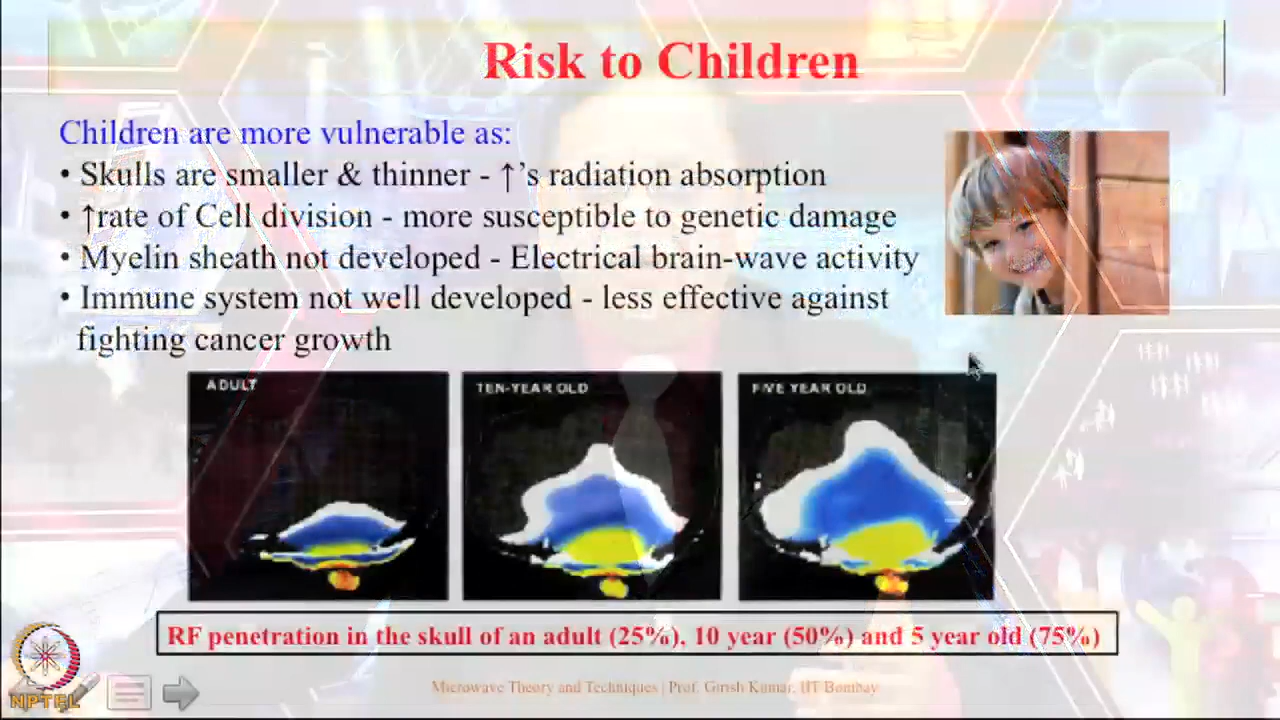 Risk to Children
Children are more vulnerable as:
• Skulls are smaller & thinner - ↑'s radiation absorption
• ↑rate of Cell division - more susceptible to genetic damage
• Myelin sheath not developed - Electrical brain-wave activity
• Immune system not well developed - less effective against
fighting cancer growth
ADULT
TEN-YEAR OLD
FIVE YEAR OLD
RF penetration in the skull of an adult (25%), 10 year (50%) and 5 year old (75%)
NPTEL
Microwave Theory and Techniques | Prof. Girish Kumar, IIT Bombay